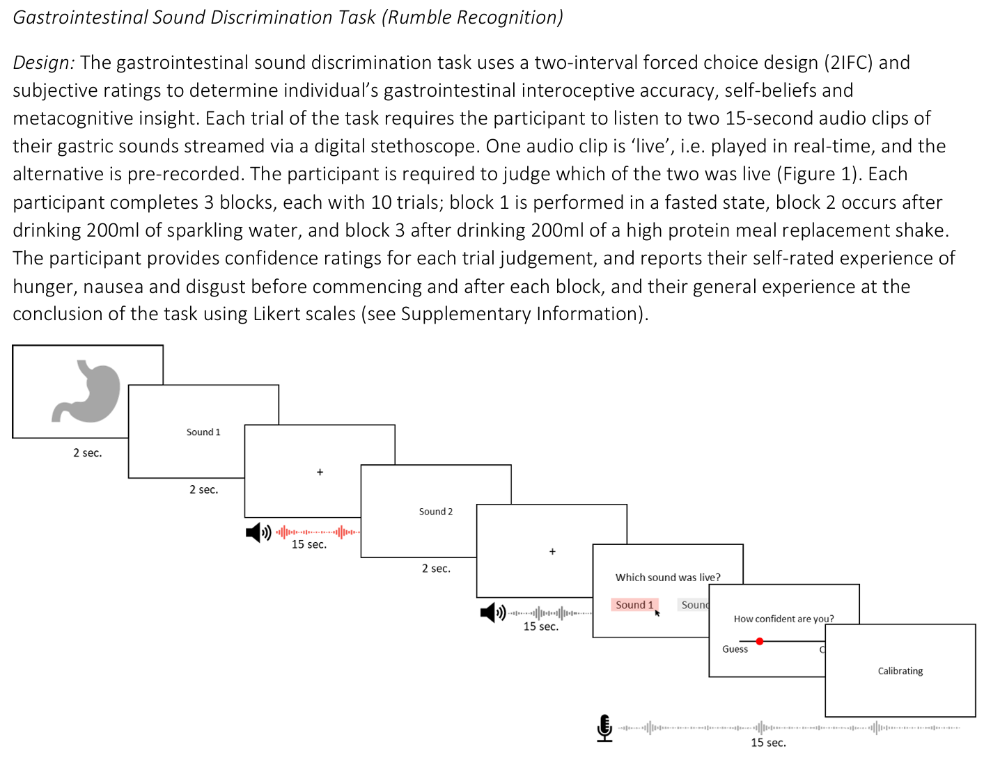 Gastrointestinal Sound Discrimination Task (Rumble Recognition)
Design: The gastrointestinal sound discrimination task uses a two-interval forced choice design (2IFC) and
subjective ratings to determine individual’s gastrointestinal interoceptive accuracy, self-beliefs and
metacognitive insight. Each trial of the task requires the participant to listen to two 15-second audio clips of
their gastric sounds streamed via a digital stethoscope. One audio clip is ‘live’, i.e. played in real-time, and the
alternative is pre-recorded. The participant is required to judge which of the two was live (Figure 1). Each
participant completes 3 blocks, each with 10 trials; block 1 is performed in a fasted state, block 2 occurs after
drinking 200ml of sparkling water, and block 3 after drinking 200ml of a high protein meal replacement shake.
The participant provides confidence ratings for each trial judgement, and reports their self-rated experience of
hunger, nausea and disgust before commencing and after each block, and their general experience at the
conclusion of the task using Likert scales (see Supplementary Information).
2 sec.
Sound 1
2 sec.
+
15 sec.
Sound 2
2 sec.
+
15 sec.
Which sound was live?
Sound 1 Soun
How confident are you?
Guess C
Calibrating
15 sec.